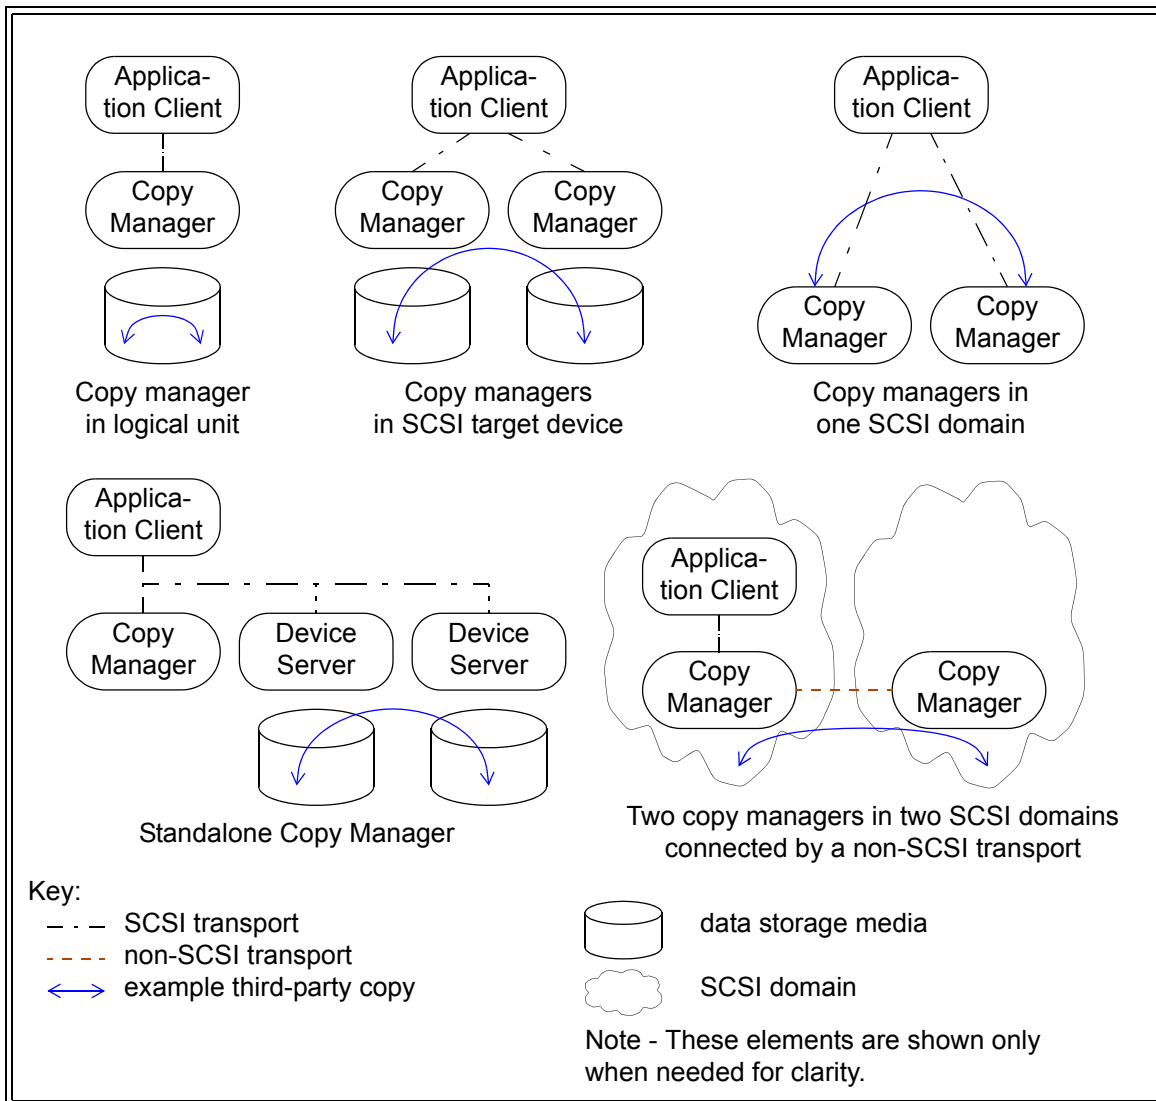 Applica-
tion Client
Copy
Manager
Copy manager
in logical unit
Applica-
tion Client
Copy
Manager
Copy
Manager
Copy managers
in SCSI target device
Applica-
tion Client
Copy
Manager
Copy
Manager
Copy managers in
one SCSI domain
Applica-
tion Client
Copy
Manager
Device
Server
Device
Server
Standalone Copy Manager
Applica-
tion Client
Copy
Manager
Copy
Manager
Two copy managers in two SCSI domains
connected by a non-SCSI transport
Key:
SCSI transport
non-SCSI transport
example third-party copy
data storage media
SCSI domain
Note - These elements are shown only
when needed for clarity.